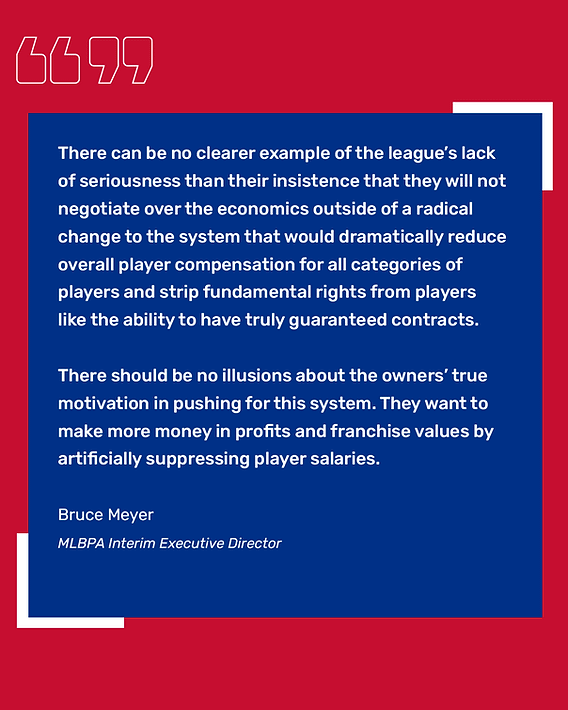 There can be no clearer example of the league’s lack
of seriousness than their insistence that they will not
negotiate over the economics outside of a radical
change to the system that would dramatically reduce
overall player compensation for all categories of
players and strip fundamental rights from players
like the ability to have truly guaranteed contracts.
There should be no illusions about the owners’ true
motivation in pushing for this system. They want to
make more money in profits and franchise values by
artificially suppressing player salaries.
Bruce Meyer
MLBPA Interim Executive Director